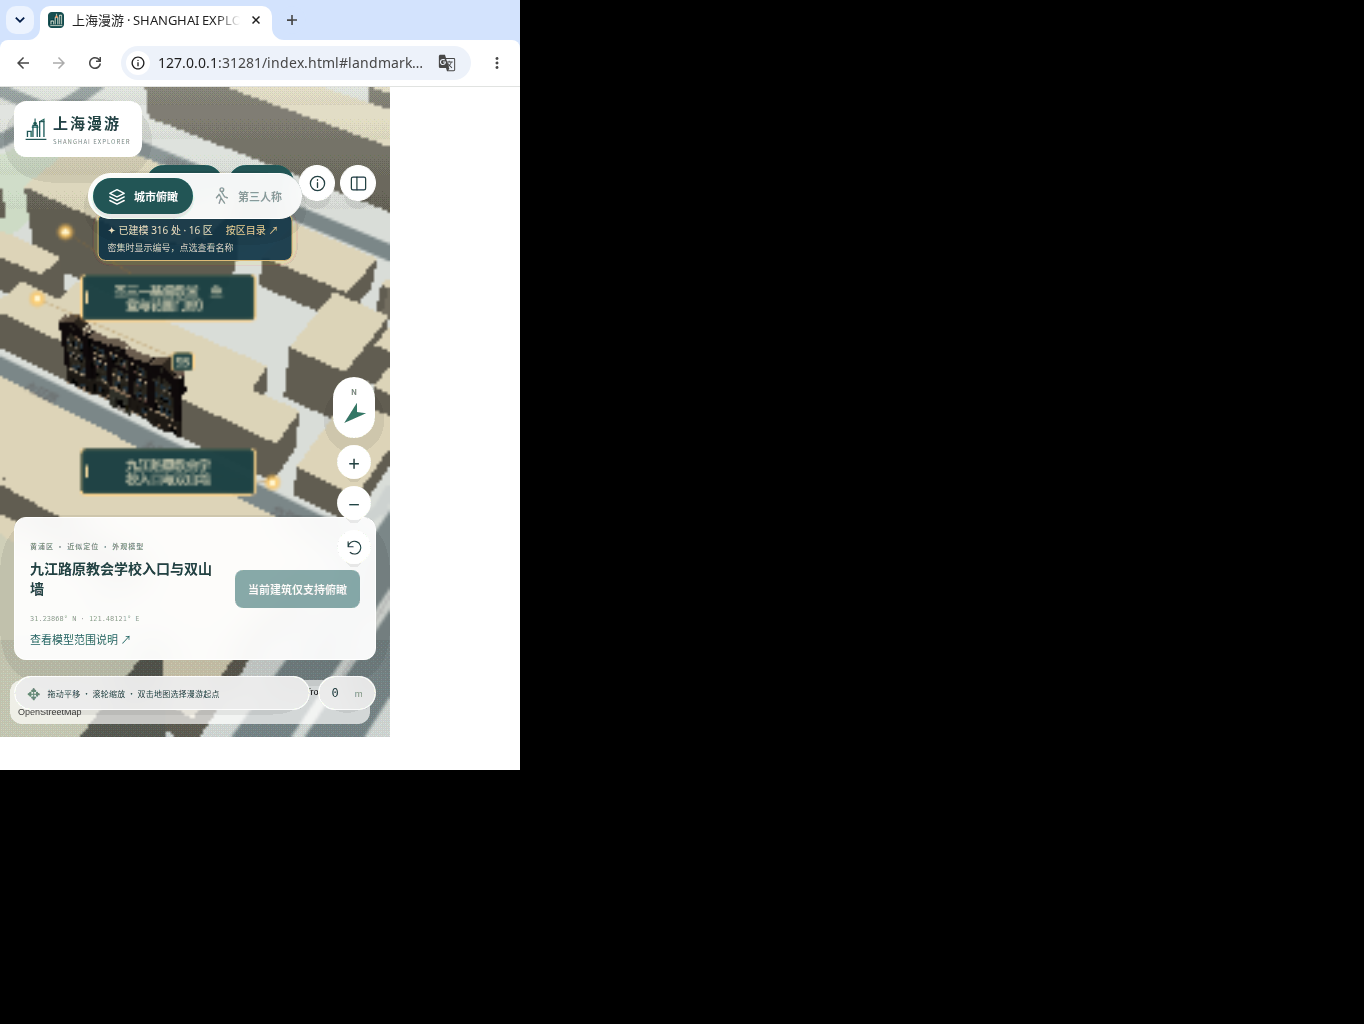 上海漫游 · SHANGHAI EXPLO
127.0.0.1:31281/index.html#landmark...
上海漫游
SHANGHAI EXPLORER
城市俯瞰
第三人称
✦ 已建模 316 处 · 16 区 按区目录 ↗
密集时显示编号，点选查看名称
N
黄浦区 · 近似定位 · 外观模型
九江路原教会学校入口与双山
墙
当前建筑仅支持俯瞰
31.23868° N · 121.48121° E
查看模型范围说明 ↗
拖动平移 · 滚轮缩放 · 双击地图选择漫游起点
0 m
OpenStreetMap